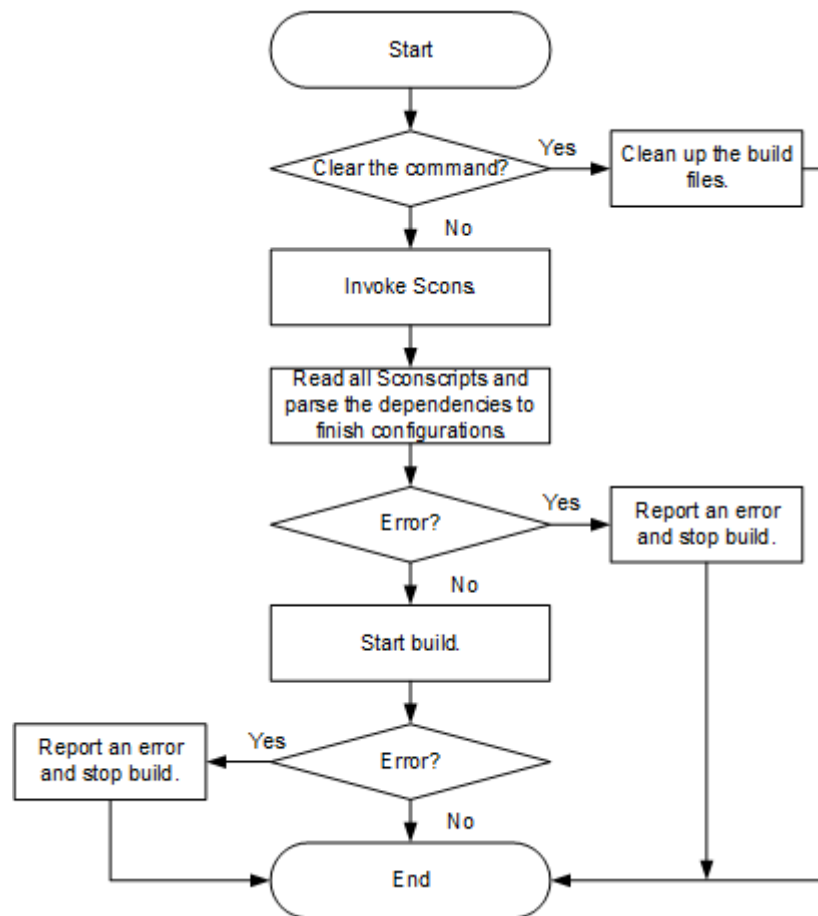 Start
Clear the command?
Yes
Clean up the build
files.
No
Invoke Scons.
Read all Sconscripts and
parse the dependencies to
finish configurations.
Error?
Yes
Report an error
and stop build.
No
Start build.
Report an error
and stop build.
Yes
Error?
No
End